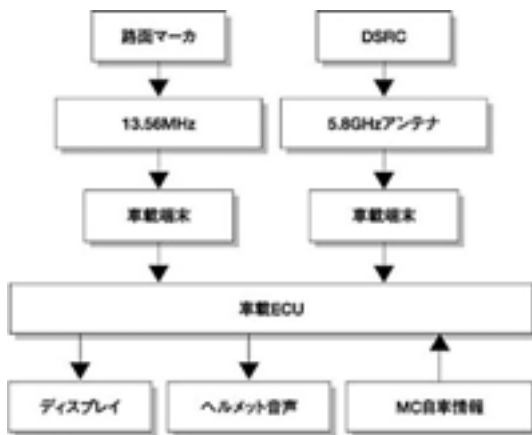 路面マーカ
DSRC
13.56MHz
5.8GHzアンテナ
車載端末
車載端末
車載ECU
ディスプレイ
ヘルメット音声
MC自車情報